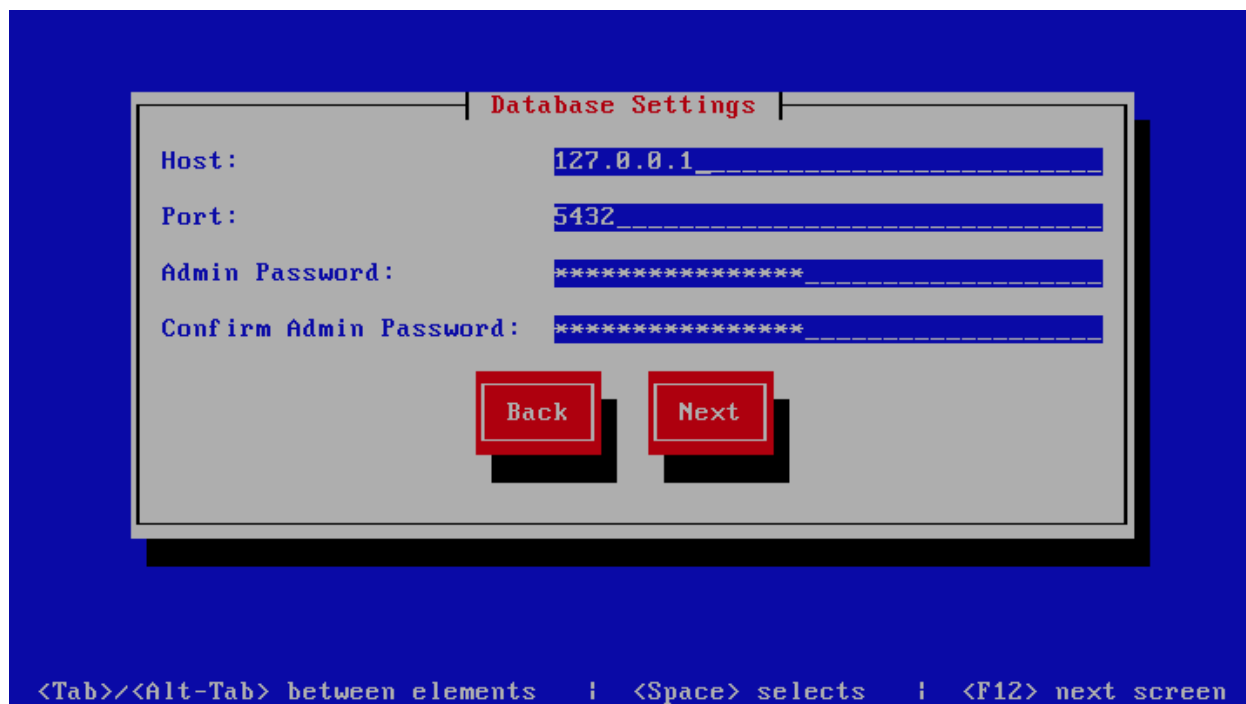 Database Settings
Host: 127.0.0.1
Port: 5432
Admin Password: ****************
Confirm Admin Password: ****************
Back Next
<Tab>/<Alt-Tab> between elements | <Space> selects | <F12> next screen